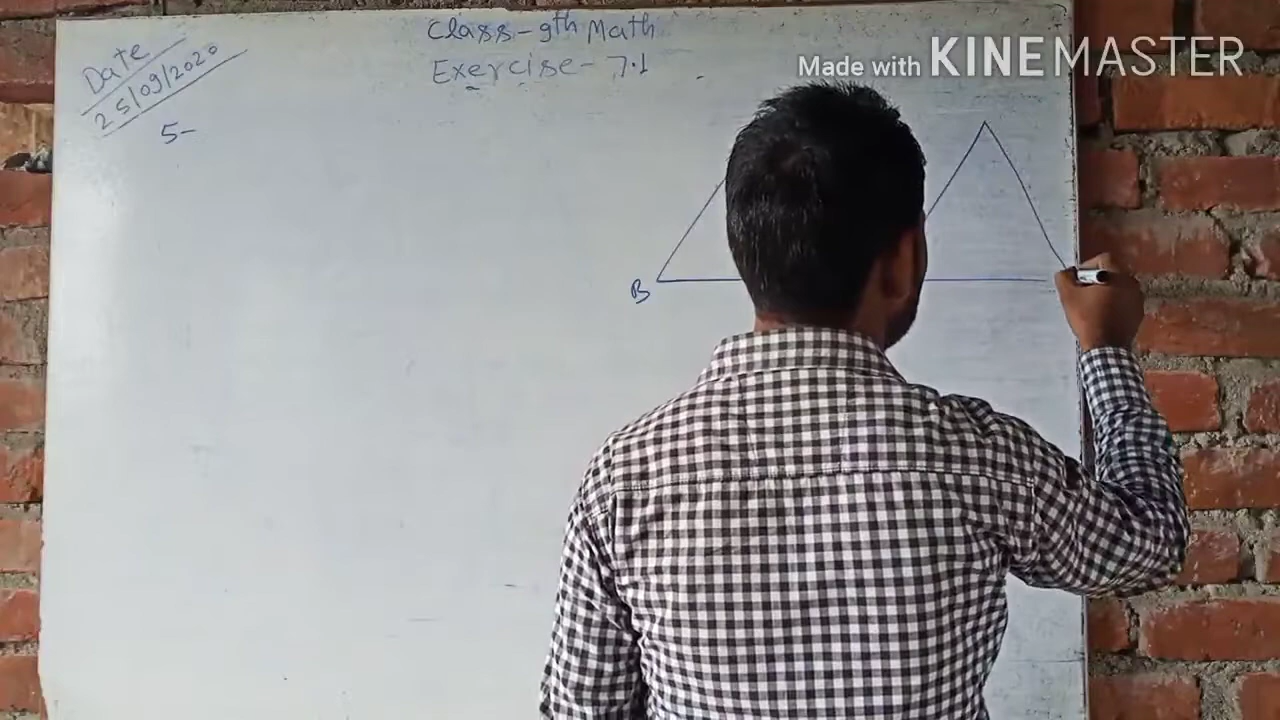 Class-9th Math
Exercise-7.1
Made with KINEMASTER
Date
25/09/2020
5-
B